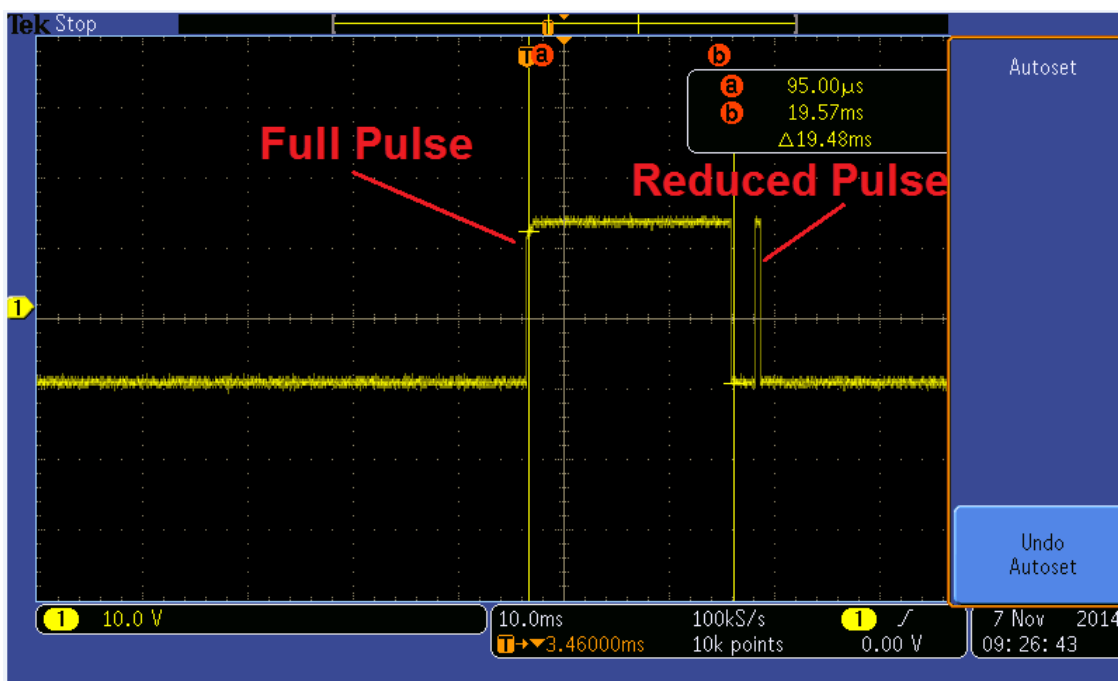 Tek Stop
T
T a b
Autoset
a 95.00µs
b 19.57ms
Δ19.48ms
Full Pulse
Reduced Pulse
1
Undo
Autoset
1 10.0 V
10.0ms 100kS/s 1 /
T→▼3.46000ms 10k points 0.00 V
7 Nov 2014
09:26:43